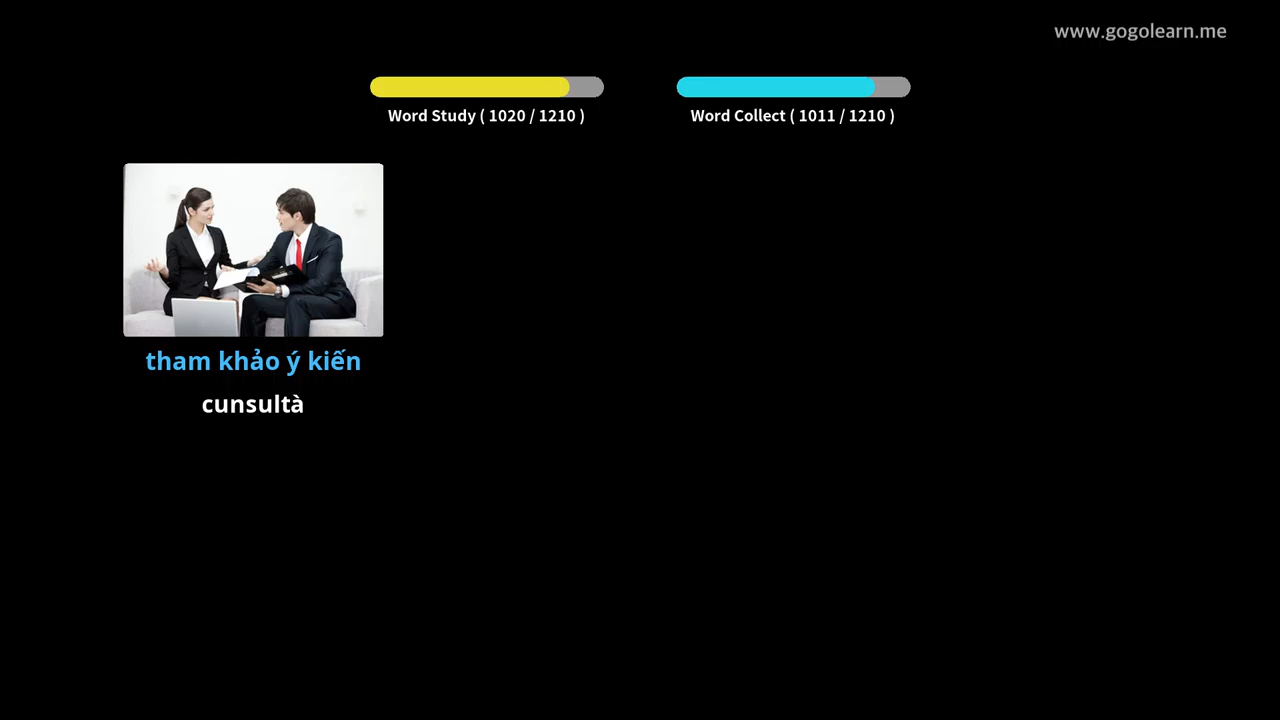 www.gogolearn.me
Word Study ( 1020 / 1210 )
Word Collect ( 1011 / 1210 )
tham khảo ý kiến
cunsultà